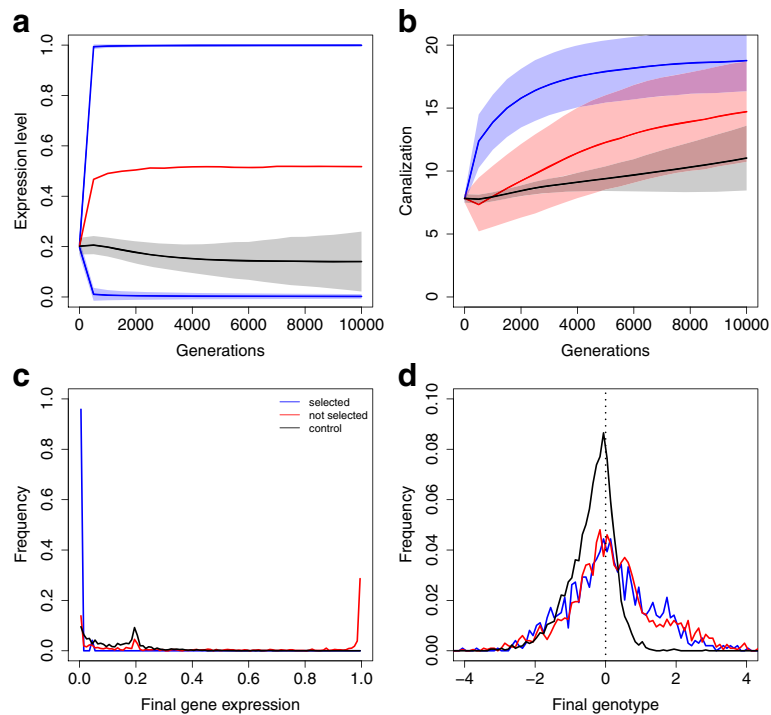 a
Expression level
0.0 0.2 0.4 0.6 0.8 1.0
0 2000 4000 6000 8000 10000
Generations
b
Canalization
0 5 10 15 20
0 2000 4000 6000 8000 10000
Generations
c
Frequency
0.0 0.2 0.4 0.6 0.8 1.0
selected
not selected
control
0.0 0.2 0.4 0.6 0.8 1.0
Final gene expression
d
Frequency
0.00 0.02 0.04 0.06 0.08 0.10
−4 −2 0 2 4
Final genotype